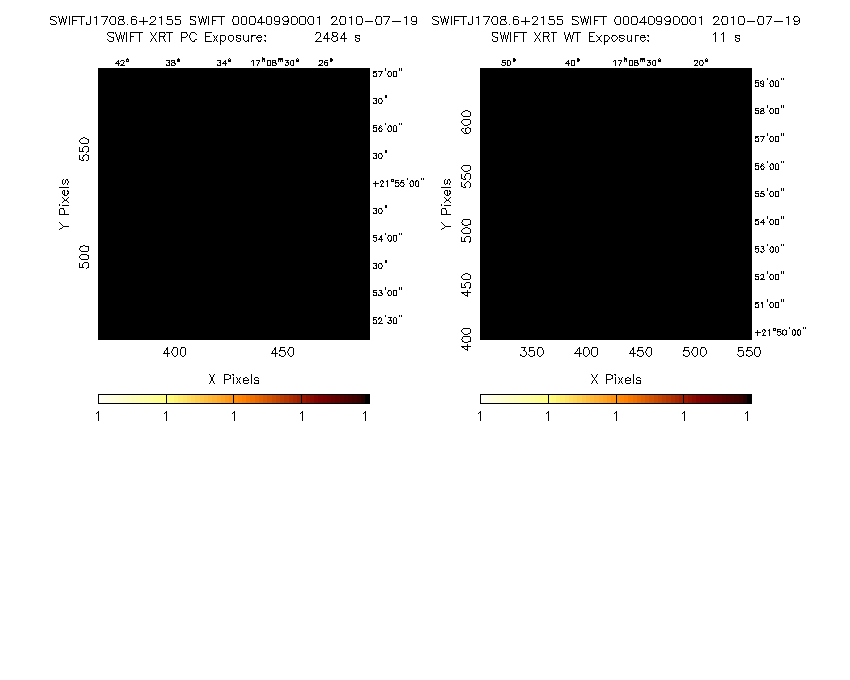 SWIFTJ1708.6+2155 SWIFT 00040990001 2010-07-19
SWIFT XRT PC Exposure: 2484 s
42s 38s 34s 17h08m30s 26s
57'00"
30"
56'00"
30"
+21°55'00"
30"
54'00"
30"
53'00"
52'30"
550
500
Y Pixels
400 450
X Pixels
1 1 1 1 1
SWIFTJ1708.6+2155 SWIFT 00040990001 2010-07-19
SWIFT XRT WT Exposure: 11 s
50s 40s 17h08m30s 20s
59'00"
58'00"
57'00"
56'00"
55'00"
54'00"
53'00"
52'00"
51'00"
+21°50'00"
600
550
500
450
400
Y Pixels
350 400 450 500 550
X Pixels
1 1 1 1 1